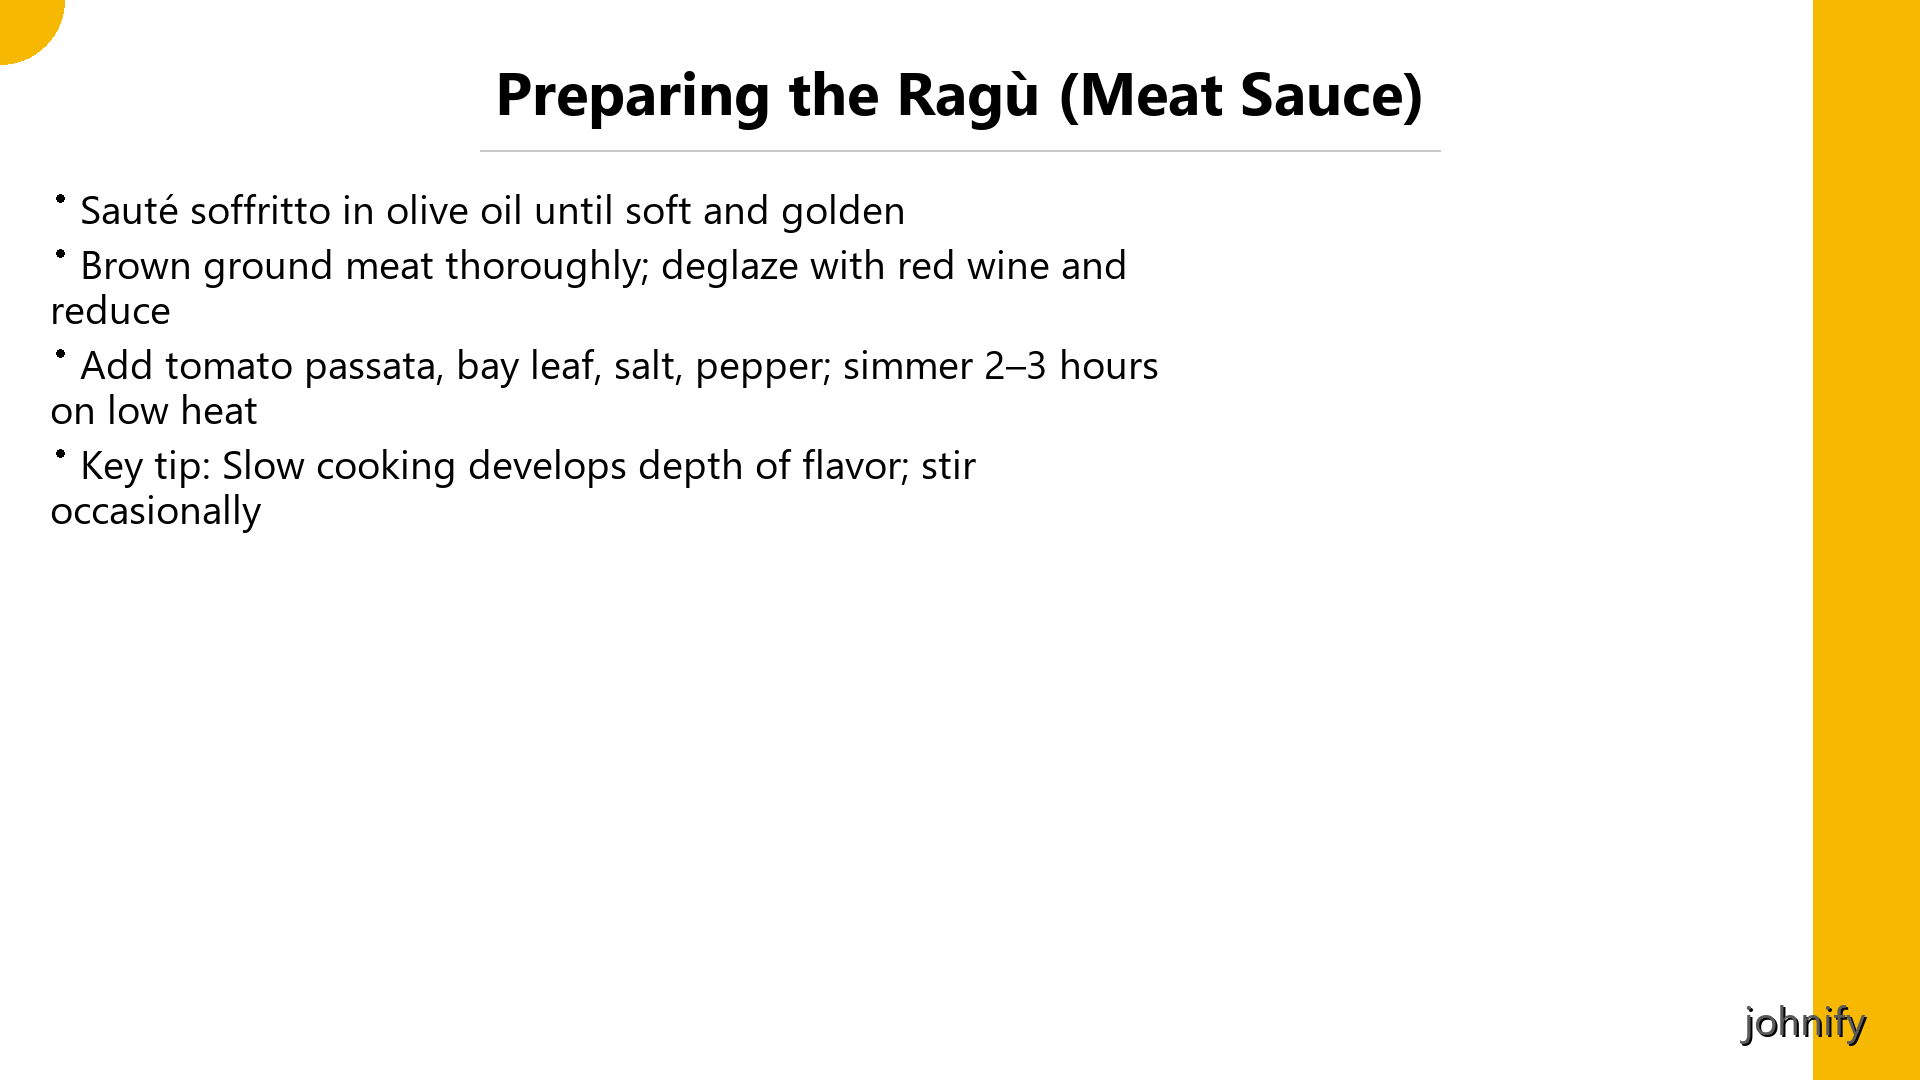 Preparing the Ragù (Meat Sauce)
• Sauté soffritto in olive oil until soft and golden
• Brown ground meat thoroughly; deglaze with red wine and
reduce
• Add tomato passata, bay leaf, salt, pepper; simmer 2–3 hours
on low heat
• Key tip: Slow cooking develops depth of flavor; stir
occasionally
johnify